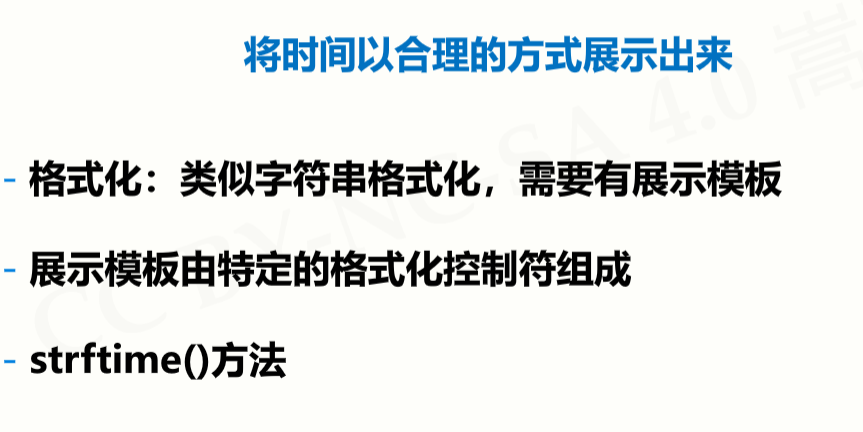 将时间以合理的方式展示出来
- 格式化：类似字符串格式化，需要有展示模板
- 展示模板由特定的格式化控制符组成
- strftime()方法
CC BY-NC-SA 4.0 嵩